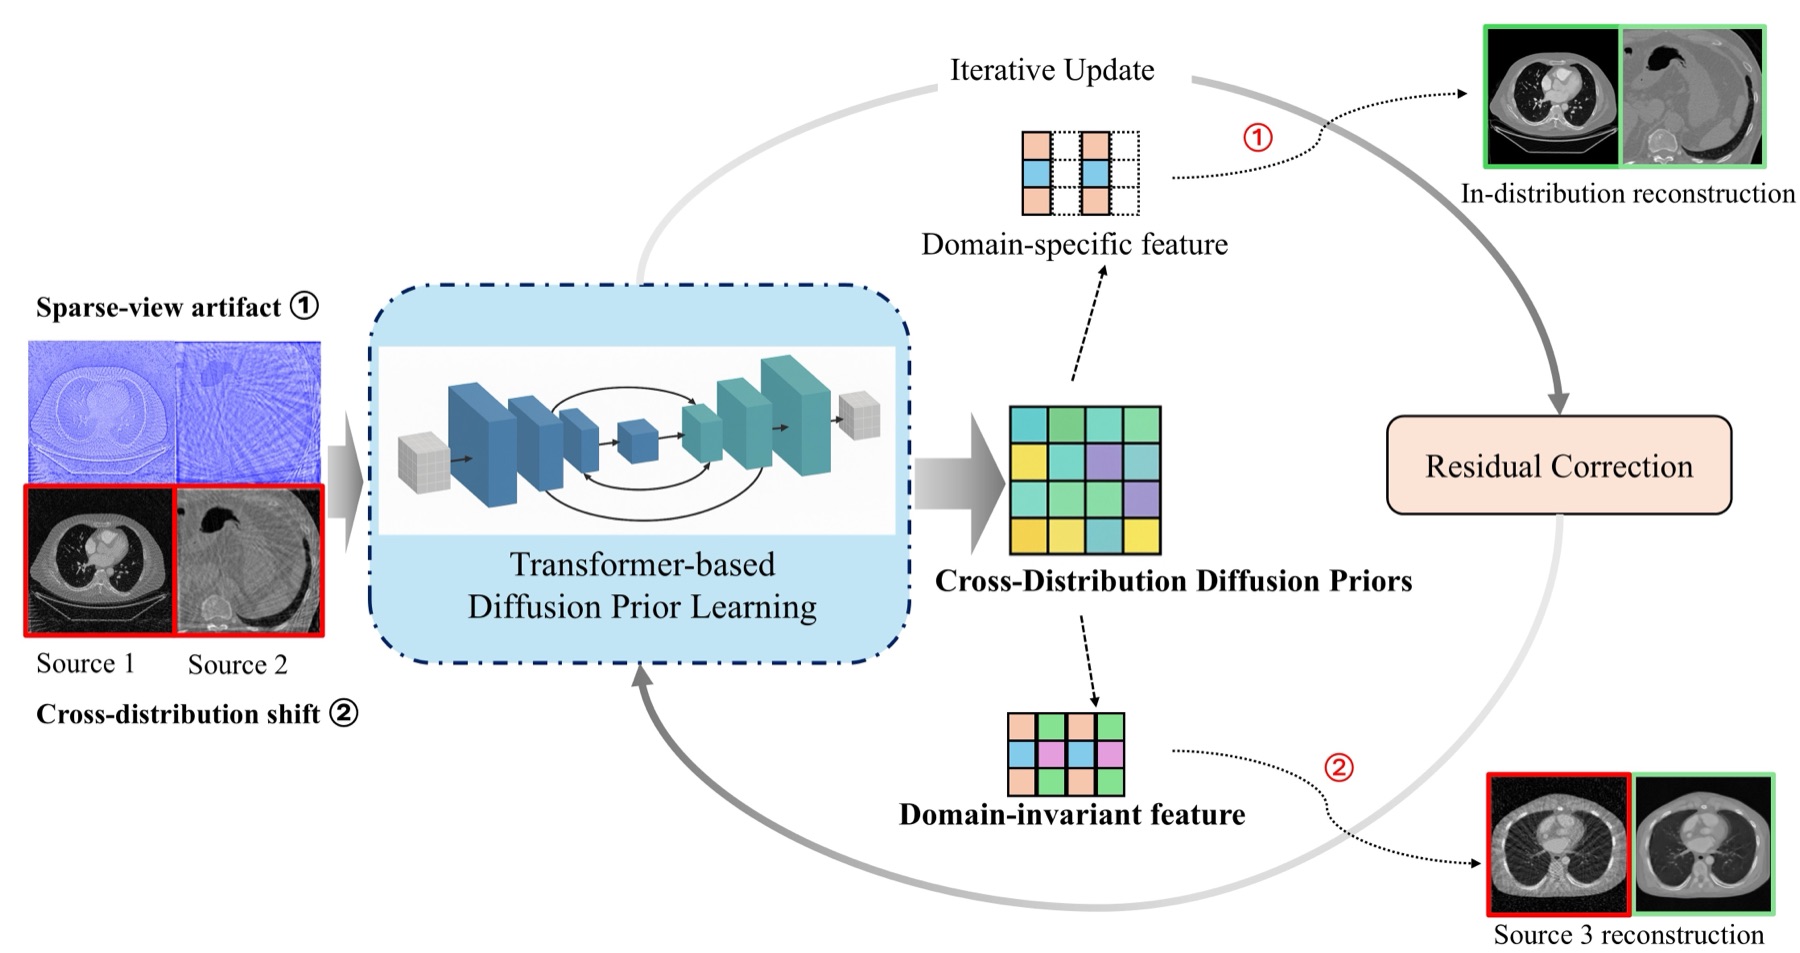 Iterative Update
①
In-distribution reconstruction
Domain-specific feature
Sparse-view artifact ①
Transformer-based
Diffusion Prior Learning
Residual Correction
Cross-Distribution Diffusion Priors
Source 1
Source 2
Cross-distribution shift ②
②
Domain-invariant feature
Source 3 reconstruction